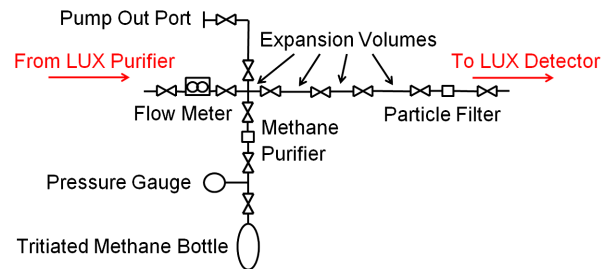 Pump Out Port
Expansion Volumes
From LUX Purifier
To LUX Detector
Flow Meter
Particle Filter
Methane
Purifier
Pressure Gauge
Tritiated Methane Bottle